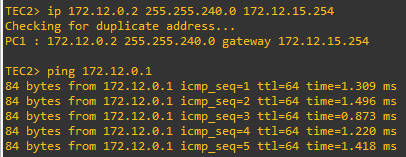 TEC2> ip 172.12.0.2 255.255.240.0 172.12.15.254
Checking for duplicate address...
PC1 : 172.12.0.2 255.255.240.0 gateway 172.12.15.254
TEC2> ping 172.12.0.1
84 bytes from 172.12.0.1 icmp_seq=1 ttl=64 time=1.309 ms
84 bytes from 172.12.0.1 icmp_seq=2 ttl=64 time=1.496 ms
84 bytes from 172.12.0.1 icmp_seq=3 ttl=64 time=0.873 ms
84 bytes from 172.12.0.1 icmp_seq=4 ttl=64 time=1.220 ms
84 bytes from 172.12.0.1 icmp_seq=5 ttl=64 time=1.418 ms